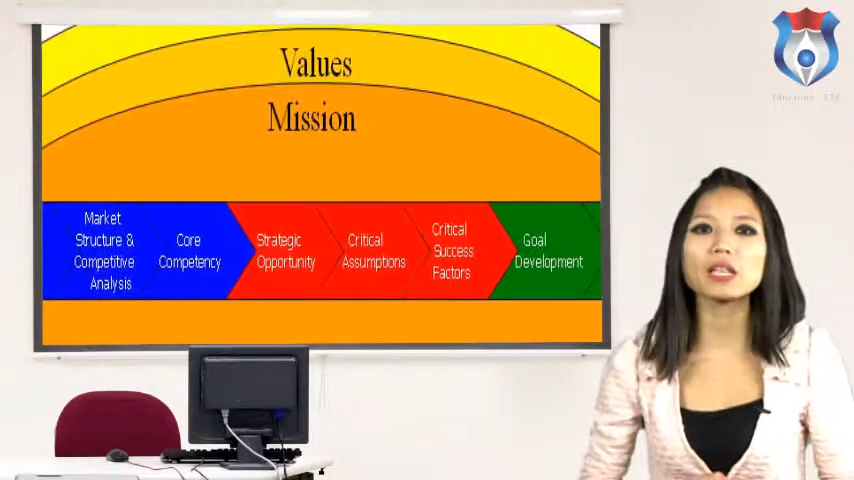 Values
Mission
Market
Structure &
Competitive
Analysis
Core
Competency
Strategic
Opportunity
Critical
Assumptions
Critical
Success
Factors
Goal
Development